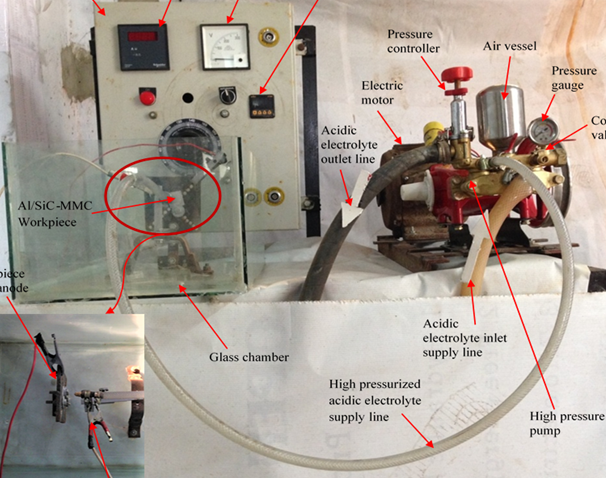 Pressure
controller
Air vessel
Pressure
gauge
Electric
motor
Acidic
electrolyte
outlet line
Al/SiC-MMC
Workpiece
Glass chamber
Acidic
electrolyte inlet
supply line
High pressurized
acidic electrolyte
supply line
High pressure
pump